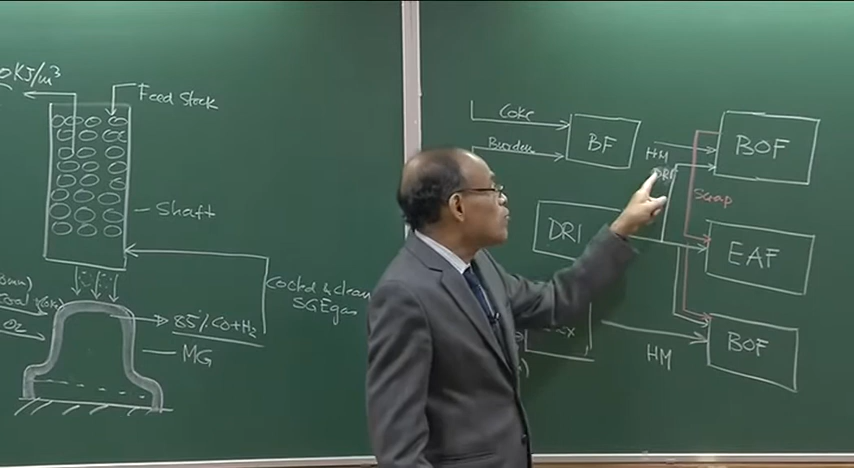 0 KJ/m³
Feed Stock
Shaft
Cooled & clean
SGE gas
O₂
85% CO+H₂
MG
Coke
Burden
BF
HM
DRI
BOF
Scrap
DRI
EAF
x
HM
BOF